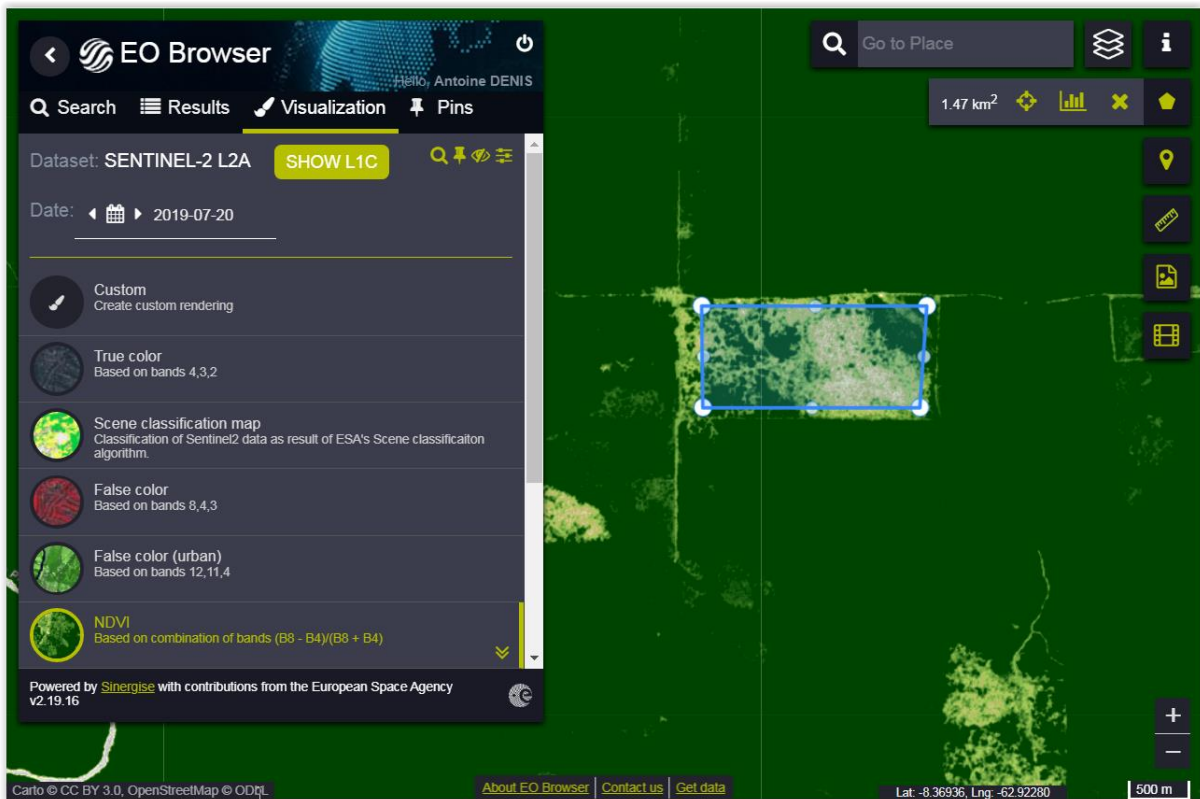 EO Browser
Hello, Antoine DENIS
Search Results Visualization Pins
Dataset: SENTINEL-2 L2A SHOW L1C
Date: 2019-07-20
Custom
Create custom rendering
True color
Based on bands 4,3,2
Scene classification map
Classification of Sentinel2 data as result of ESA's Scene classificaiton
algorithm.
False color
Based on bands 8,4,3
False color (urban)
Based on bands 12,11,4
NDVI
Based on combination of bands (B8 - B4)/(B8 + B4)
Powered by Sinergise with contributions from the European Space Agency
v2.19.16
Go to Place
1.47 km²
Carto © CC BY 3.0, OpenStreetMap © ODbL
About EO Browser | Contact us | Get data
Lat: -8.36936, Lng: -62.92280
500 m